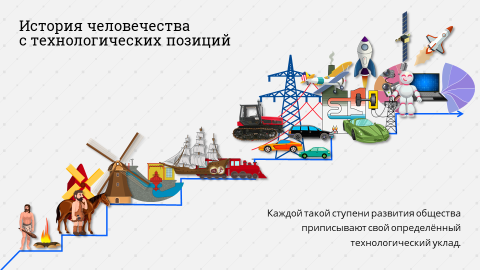 История человечества
с технологических позиций
Каждой такой ступени развития общества
приписывают свой определённый
технологический уклад.